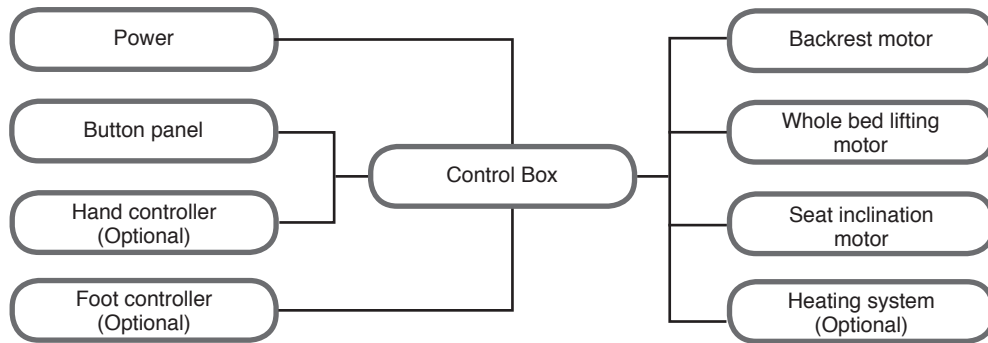 Power
Button panel
Hand controller
(Optional)
Foot controller
(Optional)
Control Box
Backrest motor
Whole bed lifting
motor
Seat inclination
motor
Heating system
(Optional)